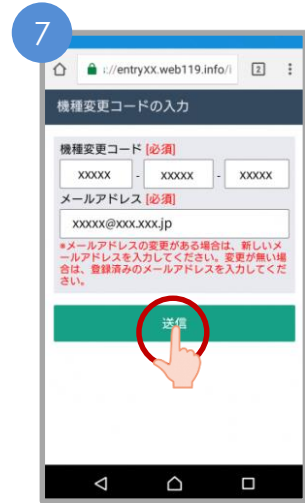 7
://entryXX.web119.info/i
2
機種変更コードの入力
機種変更コード [必須]
xxxxx - xxxxx - xxxxx
メールアドレス [必須]
xxxxx@xxx.xxx.jp
*メールアドレスの変更がある場合は、新しいメ
ールアドレスを入力してください。変更が無い場
合は、登録済みのメールアドレスを入力してくだ
さい。
送信